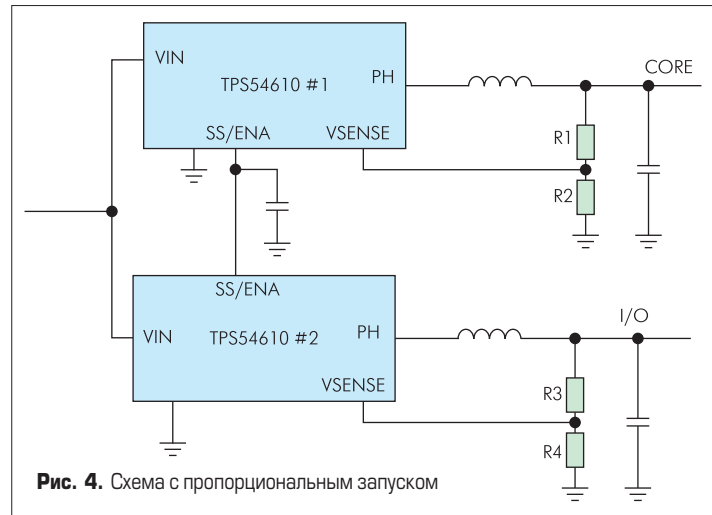 VIN
PH
CORE
TPS54610 #1
SS/ENA
VSENSE
R1
R2
SS/ENA
I/O
VIN
TPS54610 #2
PH
VSENSE
R3
R4
Рис. 4. Схема с пропорциональным запуском